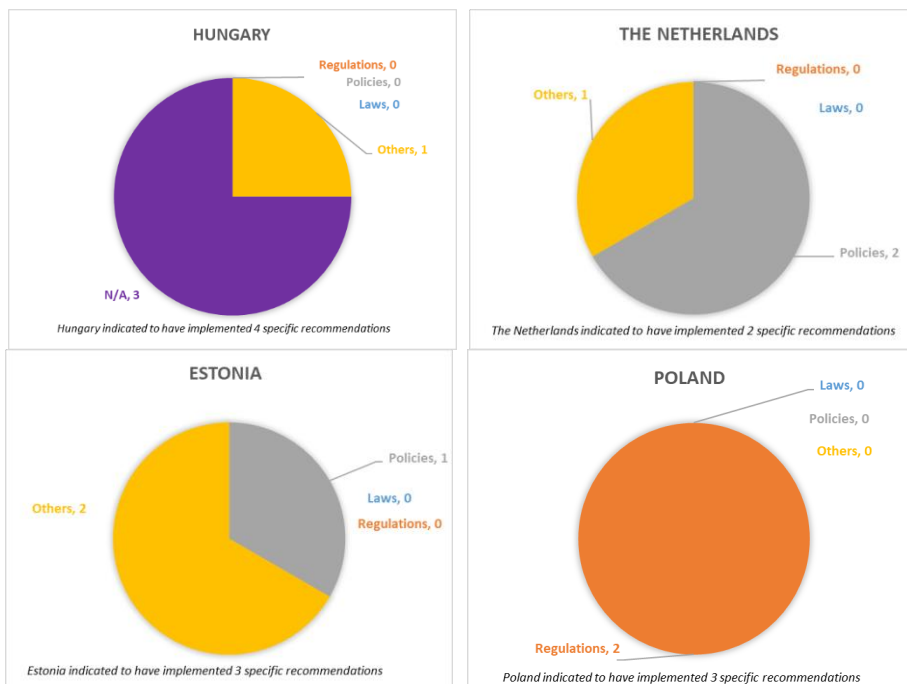 HUNGARY
Regulations, 0
Policies, 0
Laws, 0
Others, 1
N/A, 3
Hungary indicated to have implemented 4 specific recommendations
THE NETHERLANDS
Regulations, 0
Others, 1
Laws, 0
Policies, 2
The Netherlands indicated to have implemented 2 specific recommendations
ESTONIA
Policies, 1
Laws, 0
Others, 2
Regulations, 0
Estonia indicated to have implemented 3 specific recommendations
POLAND
Laws, 0
Policies, 0
Others, 0
Regulations, 2
Poland indicated to have implemented 3 specific recommendations